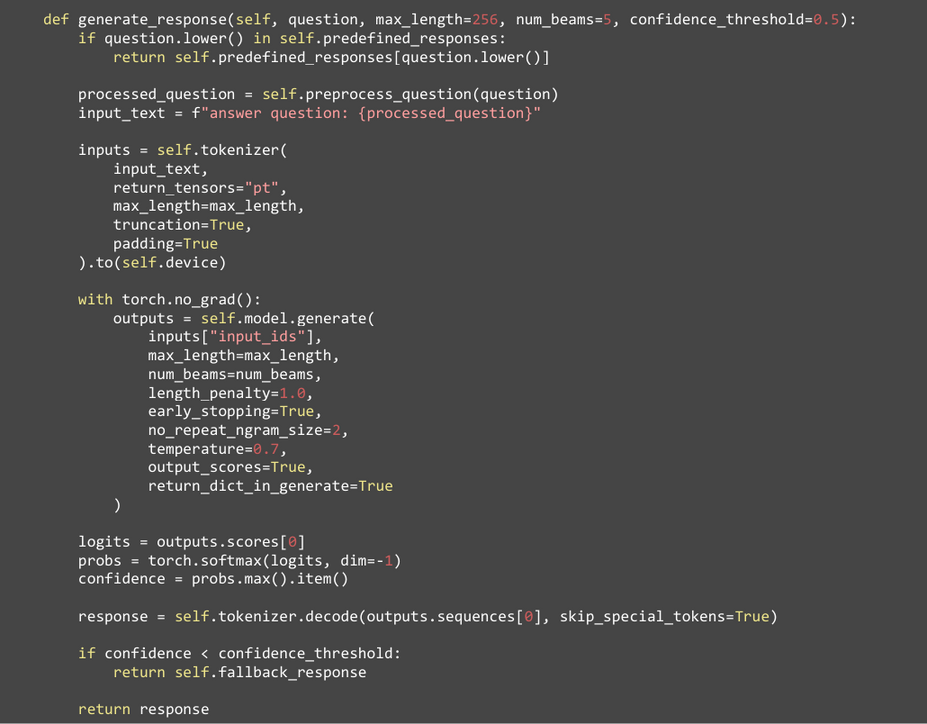 def generate_response(self, question, max_length=256, num_beams=5, confidence_threshold=0.5):
    if question.lower() in self.predefined_responses:
        return self.predefined_responses[question.lower()]

    processed_question = self.preprocess_question(question)
    input_text = f"answer question: {processed_question}"

    inputs = self.tokenizer(
        input_text,
        return_tensors="pt",
        max_length=max_length,
        truncation=True,
        padding=True
    ).to(self.device)

    with torch.no_grad():
        outputs = self.model.generate(
            inputs["input_ids"],
            max_length=max_length,
            num_beams=num_beams,
            length_penalty=1.0,
            early_stopping=True,
            no_repeat_ngram_size=2,
            temperature=0.7,
            output_scores=True,
            return_dict_in_generate=True
        )

    logits = outputs.scores[0]
    probs = torch.softmax(logits, dim=-1)
    confidence = probs.max().item()

    response = self.tokenizer.decode(outputs.sequences[0], skip_special_tokens=True)

    if confidence < confidence_threshold:
        return self.fallback_response

    return response